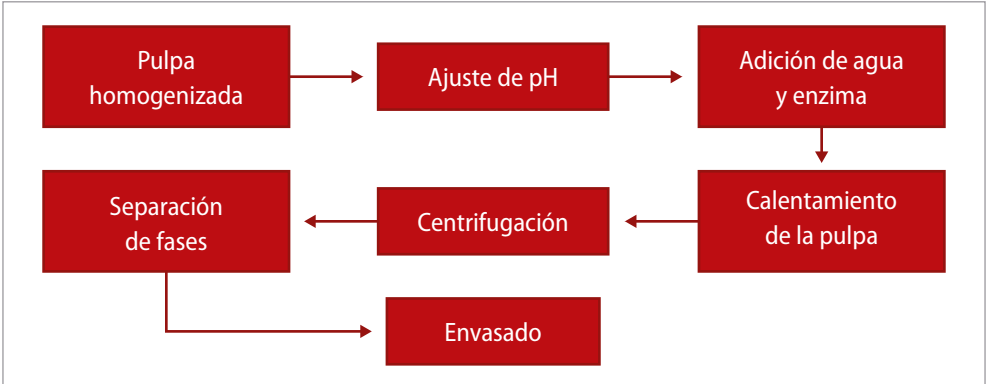 Pulpa
homogenizada
Ajuste de pH
Adición de agua
y enzima
Calentamiento
de la pulpa
Centrifugación
Separación
de fases
Envasado